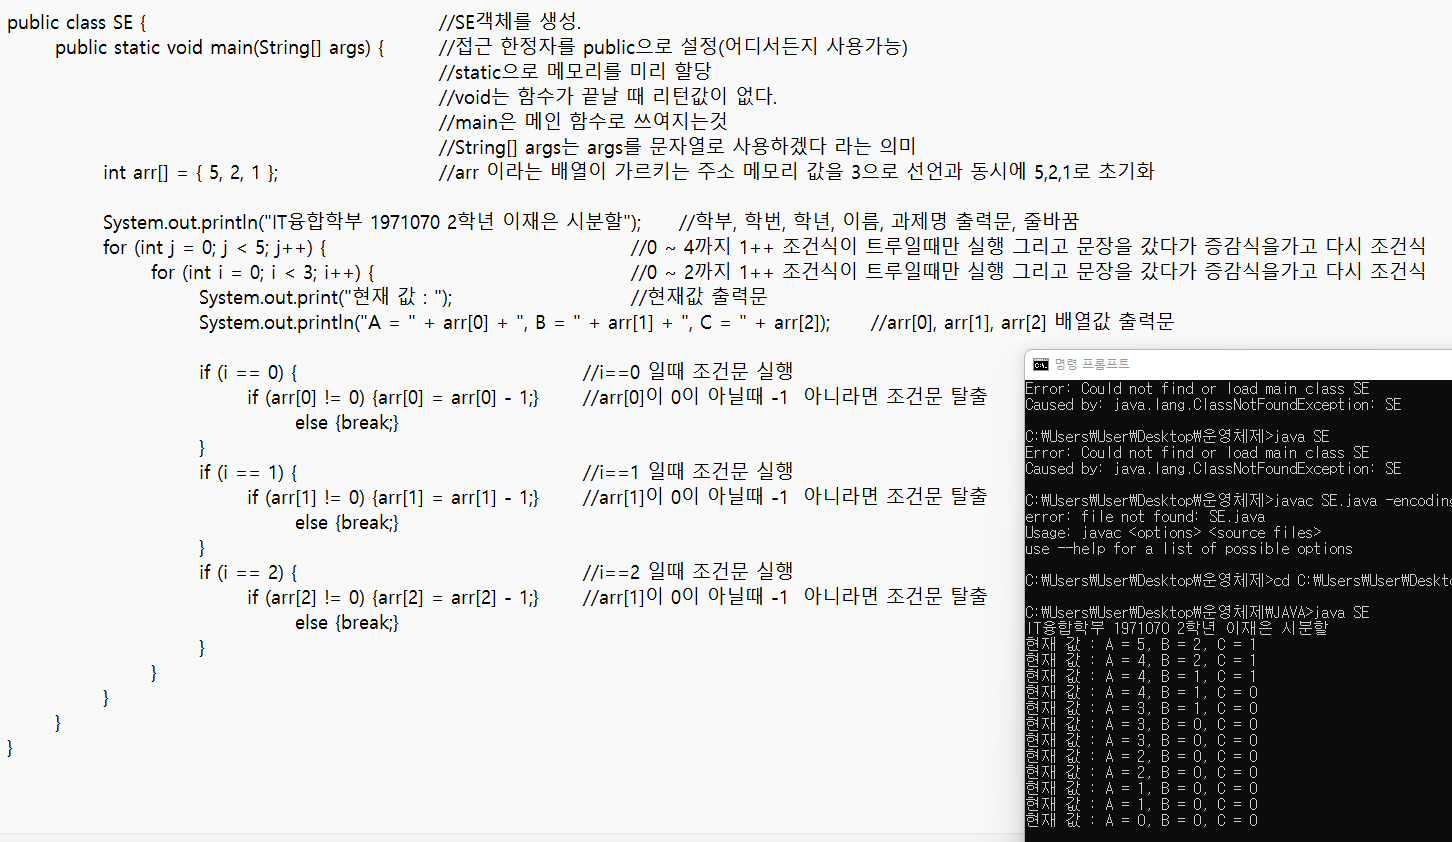 public class SE { //SE객체를 생성.
public static void main(String[] args) { //접근 한정자를 public으로 설정(어디서든지 사용가능)
//static으로 메모리를 미리 할당
//void는 함수가 끝날 때 리턴값이 없다.
//main은 메인 함수로 쓰여지는것
//String[] args는 args를 문자열로 사용하겠다 라는 의미
int arr[] = { 5, 2, 1 }; //arr 이라는 배열이 가르키는 주소 메모리 값을 3으로 선언과 동시에 5,2,1로 초기화
System.out.println("IT융합학부 1971070 2학년 이재은 시분할"); //학부, 학번, 학년, 이름, 과제명 출력문, 줄바꿈
for (int j = 0; j < 5; j++) { //0 ~ 4까지 1++ 조건식이 트루일때만 실행 그리고 문장을 갔다가 증감식을가고 다시 조건식
for (int i = 0; i < 3; i++) { //0 ~ 2까지 1++ 조건식이 트루일때만 실행 그리고 문장을 갔다가 증감식을가고 다시 조건식
System.out.print("현재 값 : "); //현재값 출력문
System.out.println("A = " + arr[0] + ", B = " + arr[1] + ", C = " + arr[2]); //arr[0], arr[1], arr[2] 배열값 출력문
if (i == 0) { //i==0 일때 조건문 실행
if (arr[0] != 0) {arr[0] = arr[0] - 1;} //arr[0]이 0이 아닐때 -1 아니라면 조건문 탈출
else {break;}
}
if (i == 1) { //i==1 일때 조건문 실행
if (arr[1] != 0) {arr[1] = arr[1] - 1;} //arr[1]이 0이 아닐때 -1 아니라면 조건문 탈출
else {break;}
}
if (i == 2) { //i==2 일때 조건문 실행
if (arr[2] != 0) {arr[2] = arr[2] - 1;} //arr[1]이 0이 아닐때 -1 아니라면 조건문 탈출
else {break;}
}
}
}
}
}
명령 프롬프트
Error: Could not find or load main class SE
Caused by: java.lang.ClassNotFoundException: SE
C:₩Users₩User₩Desktop₩운영체제>java SE
Error: Could not find or load main class SE
Caused by: java.lang.ClassNotFoundException: SE
C:₩Users₩User₩Desktop₩운영체제>javac SE.java -encoding
error: file not found: SE.java
Usage: javac <options> <source files>
use --help for a list of possible options
C:₩Users₩User₩Desktop₩운영체제>cd C:₩Users₩User₩Deskto
C:₩Users₩User₩Desktop₩운영체제₩JAVA>java SE
IT융합학부 1971070 2학년 이재은 시분할
현재 값 : A = 5, B = 2, C = 1
현재 값 : A = 4, B = 2, C = 1
현재 값 : A = 4, B = 1, C = 1
현재 값 : A = 4, B = 1, C = 0
현재 값 : A = 3, B = 1, C = 0
현재 값 : A = 3, B = 0, C = 0
현재 값 : A = 3, B = 0, C = 0
현재 값 : A = 2, B = 0, C = 0
현재 값 : A = 2, B = 0, C = 0
현재 값 : A = 1, B = 0, C = 0
현재 값 : A = 1, B = 0, C = 0
현재 값 : A = 0, B = 0, C = 0